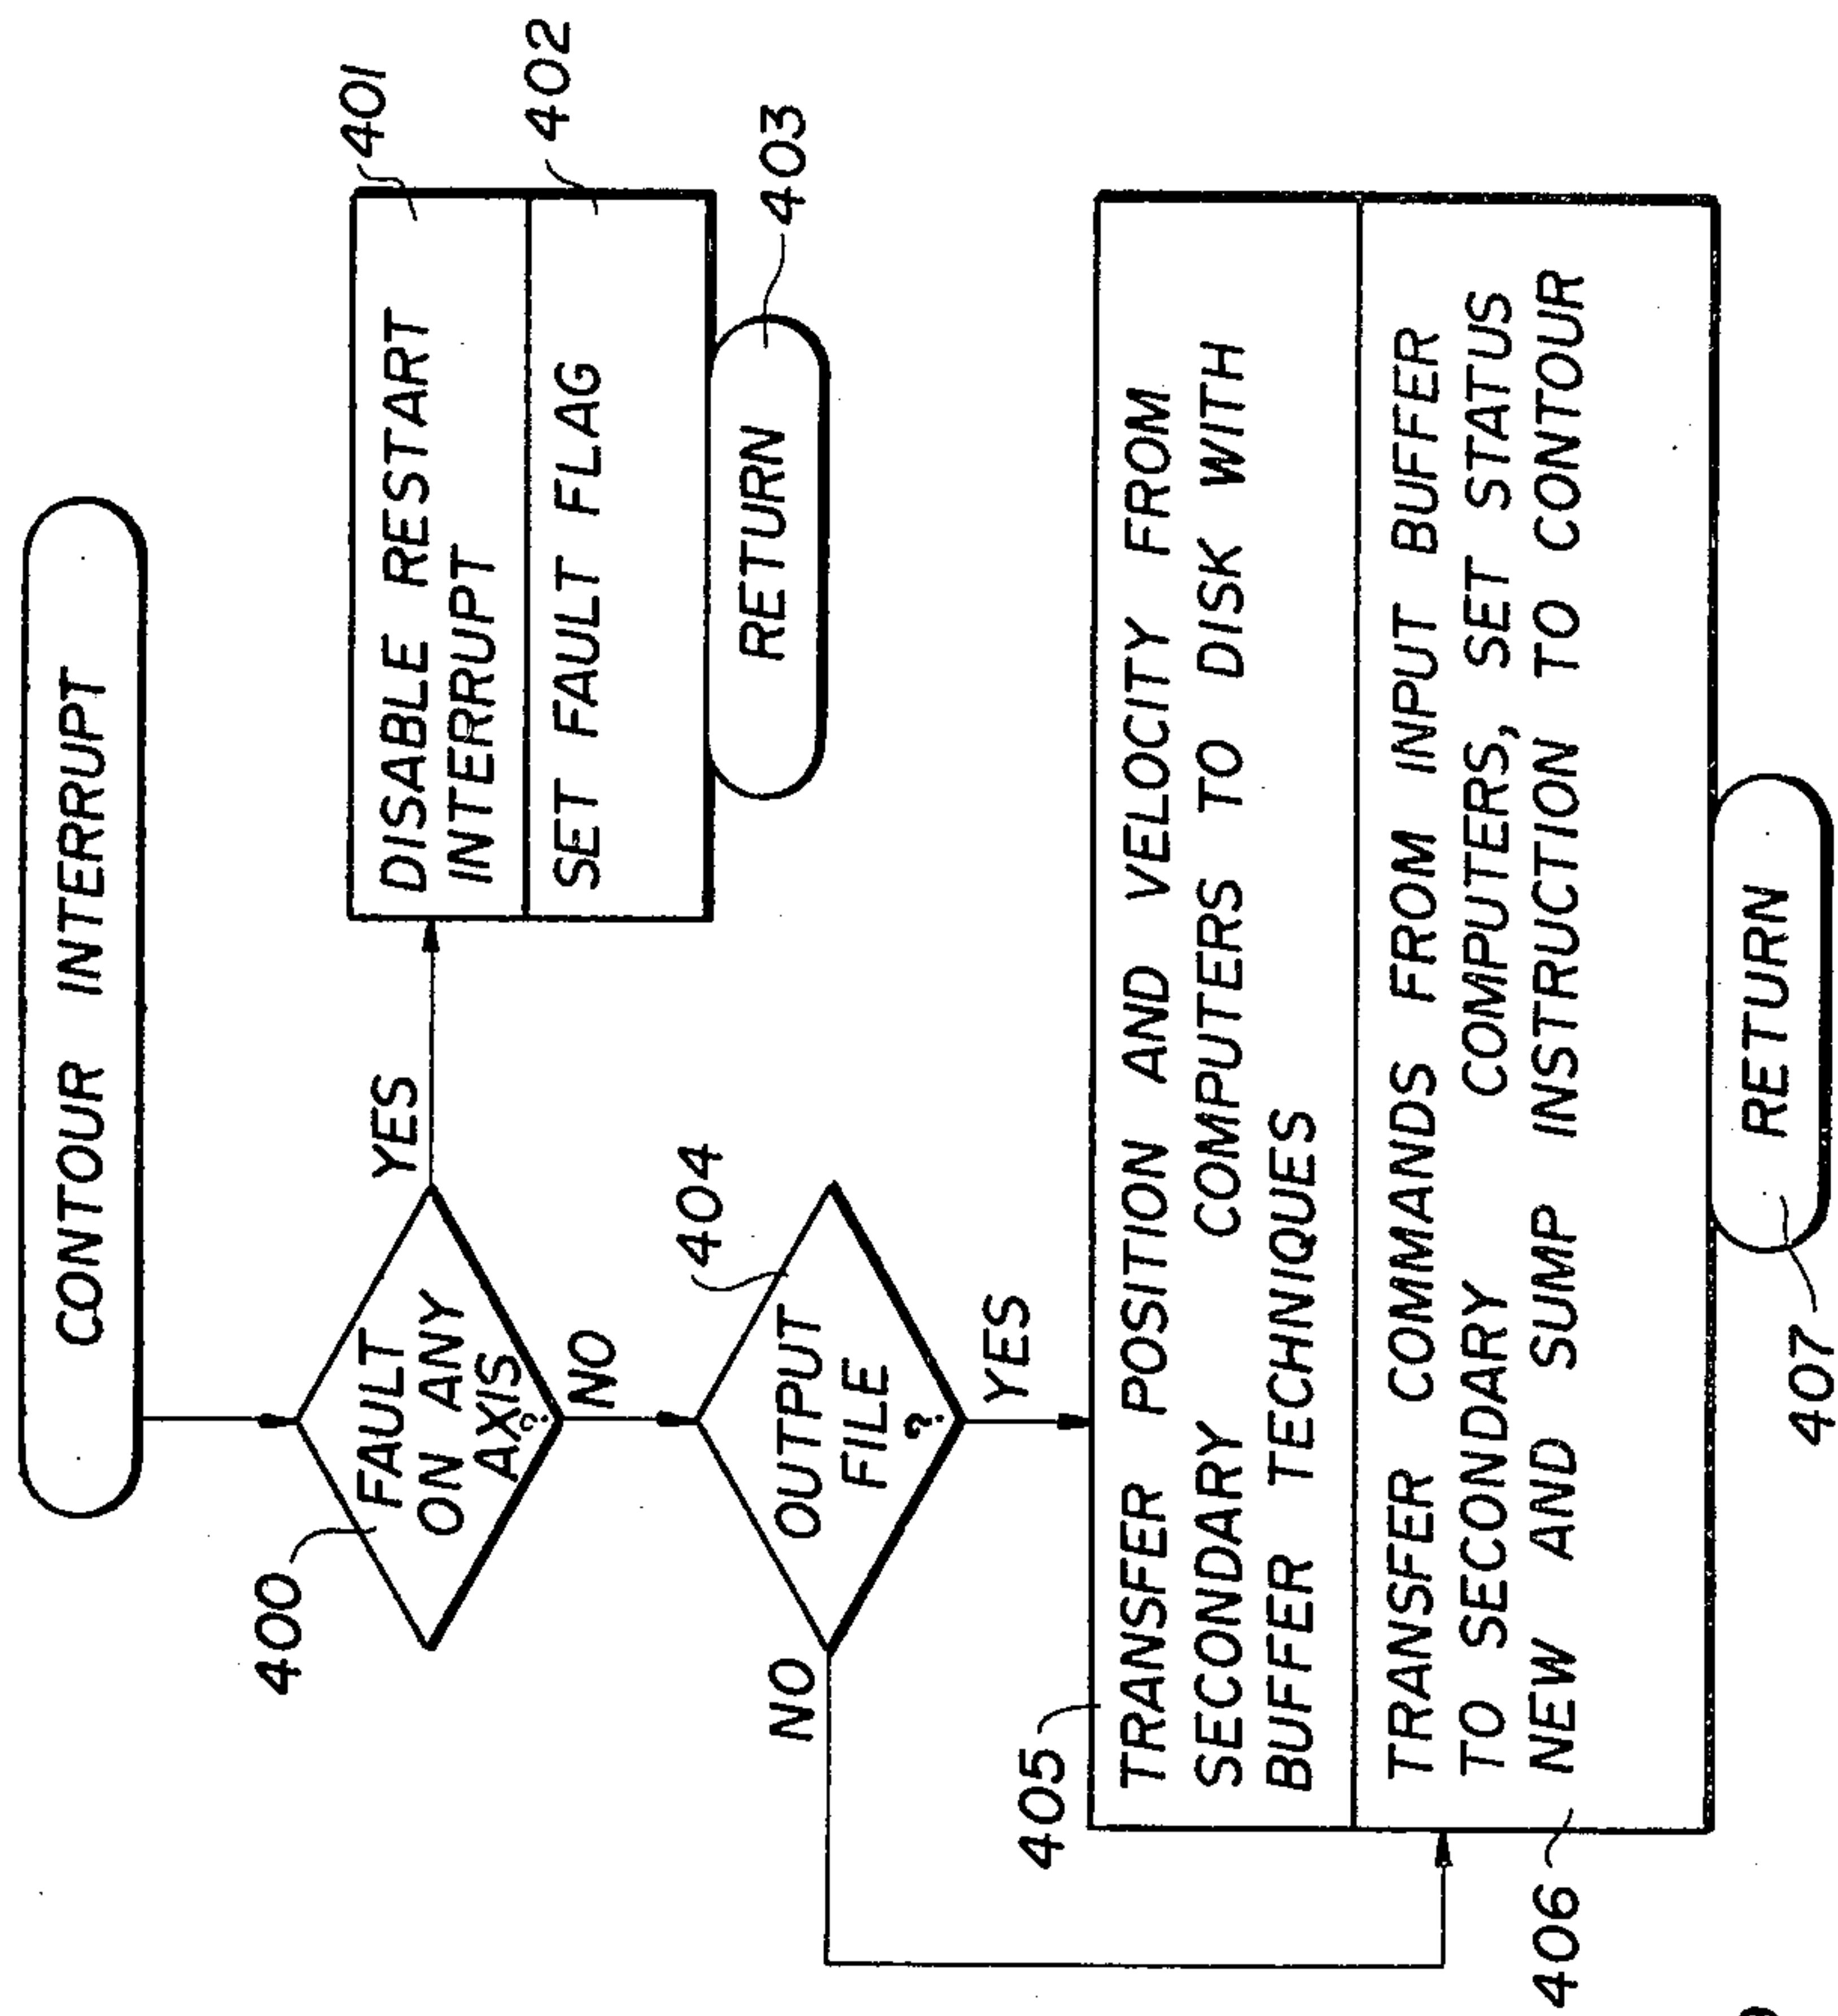 CONTOUR INTERRUPT
400
FAULT
ON ANY
AXIS
?
YES
NO
DISABLE RESTART
INTERRUPT
401
SET FAULT FLAG
402
RETURN
403
404
OUTPUT
FILE
?
NO
YES
405
TRANSFER POSITION AND VELOCITY FROM
SECONDARY COMPUTERS TO DISK WITH
BUFFER TECHNIQUES
406
TRANSFER COMMANDS FROM INPUT BUFFER
TO SECONDARY COMPUTERS, SET STATUS
NEW AND SUMP INSTRUCTION TO CONTOUR
RETURN
407